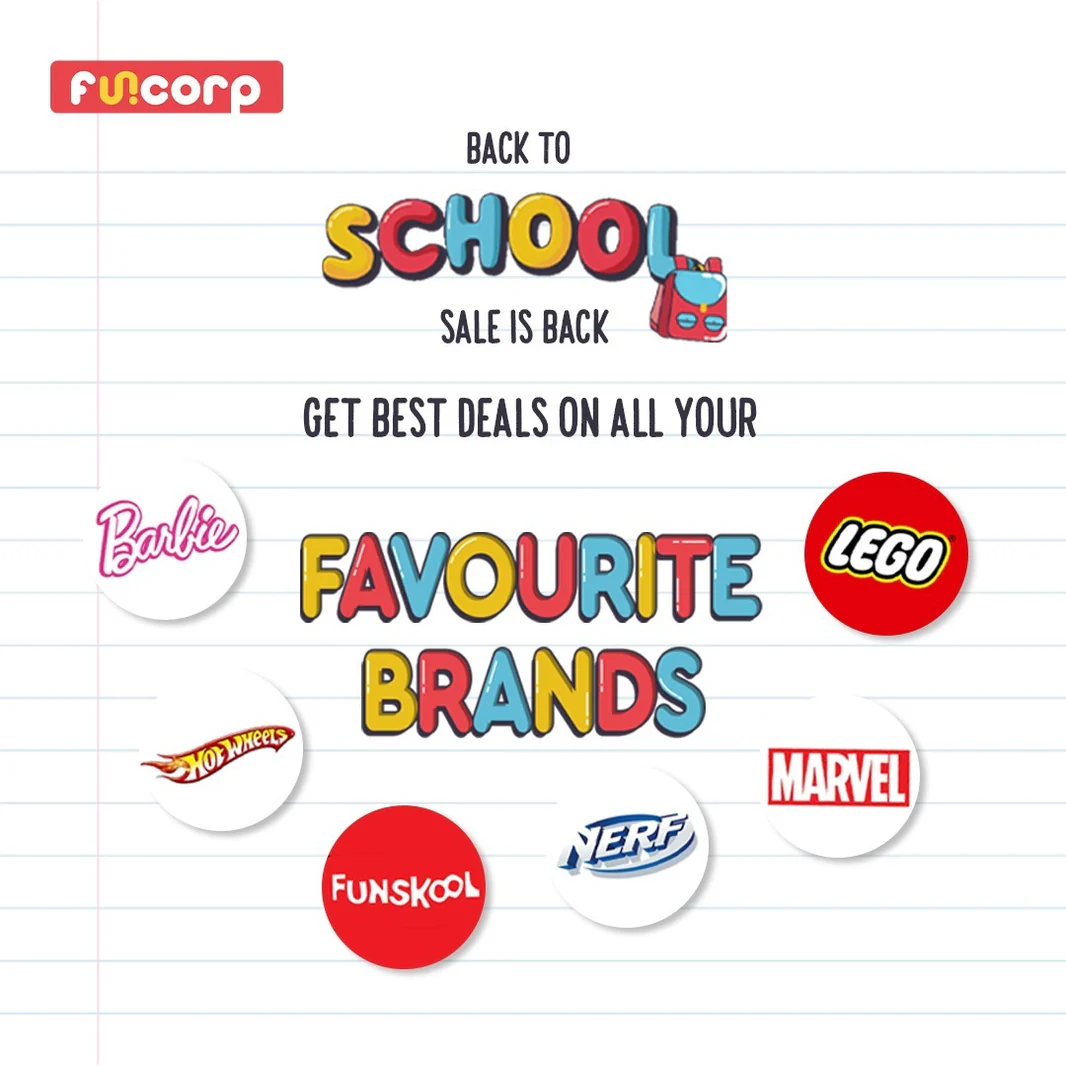 FUNCORP
BACK TO
SCHOOL
SALE IS BACK
GET BEST DEALS ON ALL YOUR
Barbie
LEGO
FAVOURITE
BRANDS
HOT WHEELS
MARVEL
NERF
FUNSKOOL